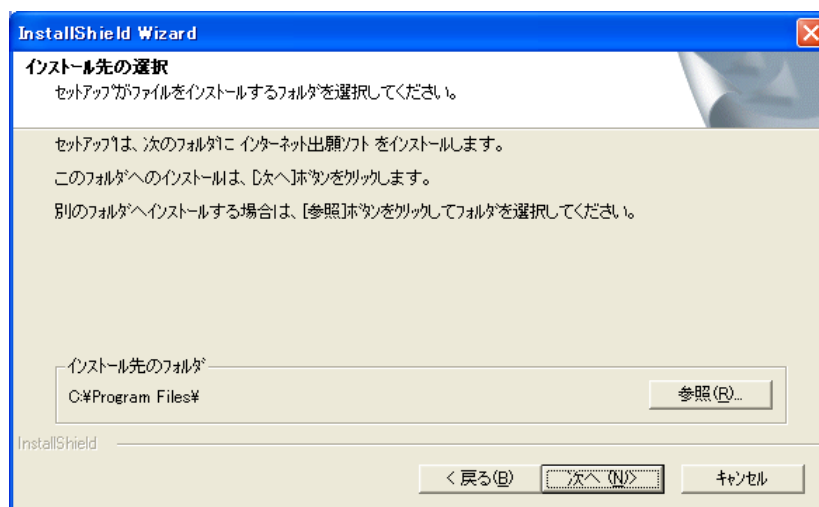 InstallShield Wizard
インストール先の選択
セットアップがファイルをインストールするフォルダを選択してください。
セットアップは、次のフォルダに インターネット出願ソフト をインストールします。
このフォルダへのインストールは、[次へ]ボタンをクリックします。
別のフォルダへインストールする場合は、[参照]ボタンをクリックしてフォルダを選択してください。
インストール先のフォルダ
C:¥Program Files¥
参照(R)...
InstallShield
< 戻る(B)
次へ (N)>
キャンセル